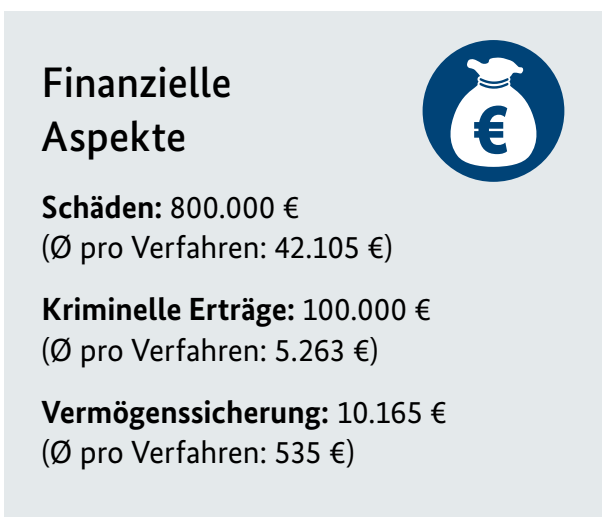 Finanzielle
Aspekte
€
Schäden: 800.000 €
(Ø pro Verfahren: 42.105 €)
Kriminelle Erträge: 100.000 €
(Ø pro Verfahren: 5.263 €)
Vermögenssicherung: 10.165 €
(Ø pro Verfahren: 535 €)